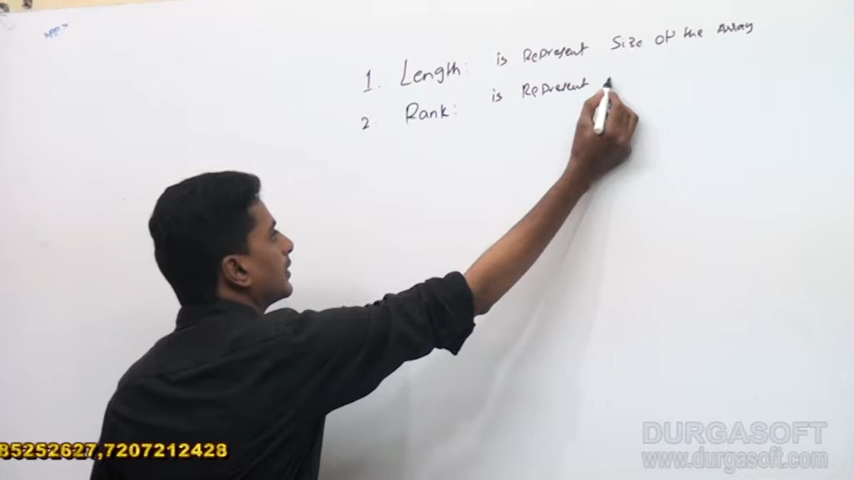 1. Length: is Represent Size of the Array
2. Rank: is Represent
85252627,7207212428
DURGASOFT
www.durgasoft.com